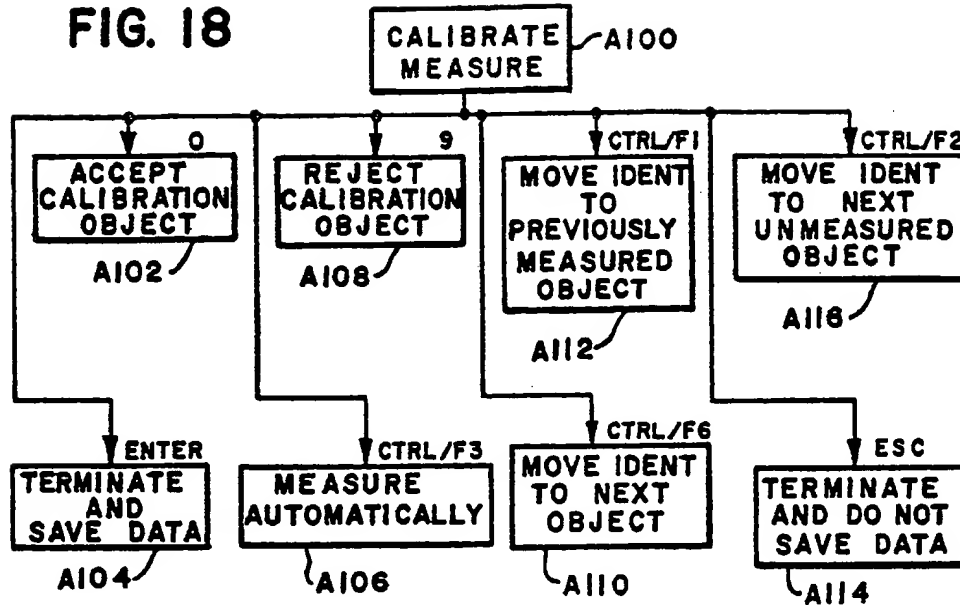 FIG. 18
CALIBRATE
MEASURE
A100
0
ACCEPT
CALIBRATION
OBJECT
A102
9
REJECT
CALIBRATION
OBJECT
A108
CTRL/F1
MOVE IDENT
TO
PREVIOUSLY
MEASURED
OBJECT
A112
CTRL/F2
MOVE IDENT
TO NEXT
UNMEASURED
OBJECT
A116
ENTER
TERMINATE
AND
SAVE DATA
A104
CTRL/F3
MEASURE
AUTOMATICALLY
A106
CTRL/F6
MOVE IDENT
TO NEXT
OBJECT
A110
ESC
TERMINATE
AND DO NOT
SAVE DATA
A114